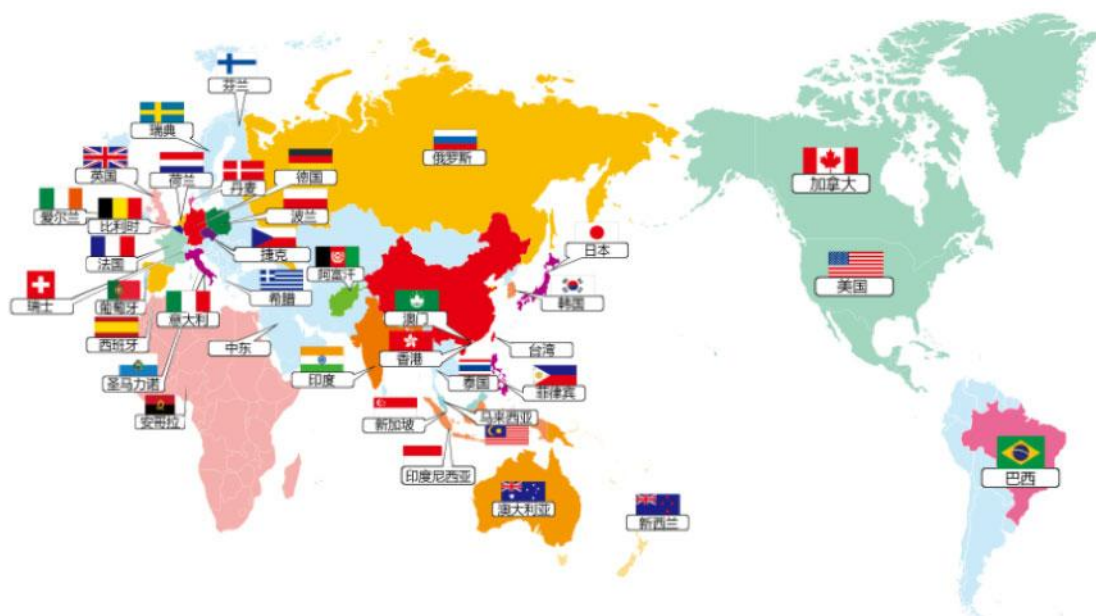 芬兰
瑞典
俄罗斯
英国
荷兰
丹麦
德国
加拿大
爱尔兰
比利时
波兰
法国
捷克
日本
阿富汗
美国
瑞士
葡萄牙
希腊
韩国
意大利
澳门
西班牙
中东
香港
台湾
圣马力诺
印度
泰国
菲律宾
安哥拉
新加坡
马来西亚
印度尼西亚
巴西
澳大利亚
新西兰